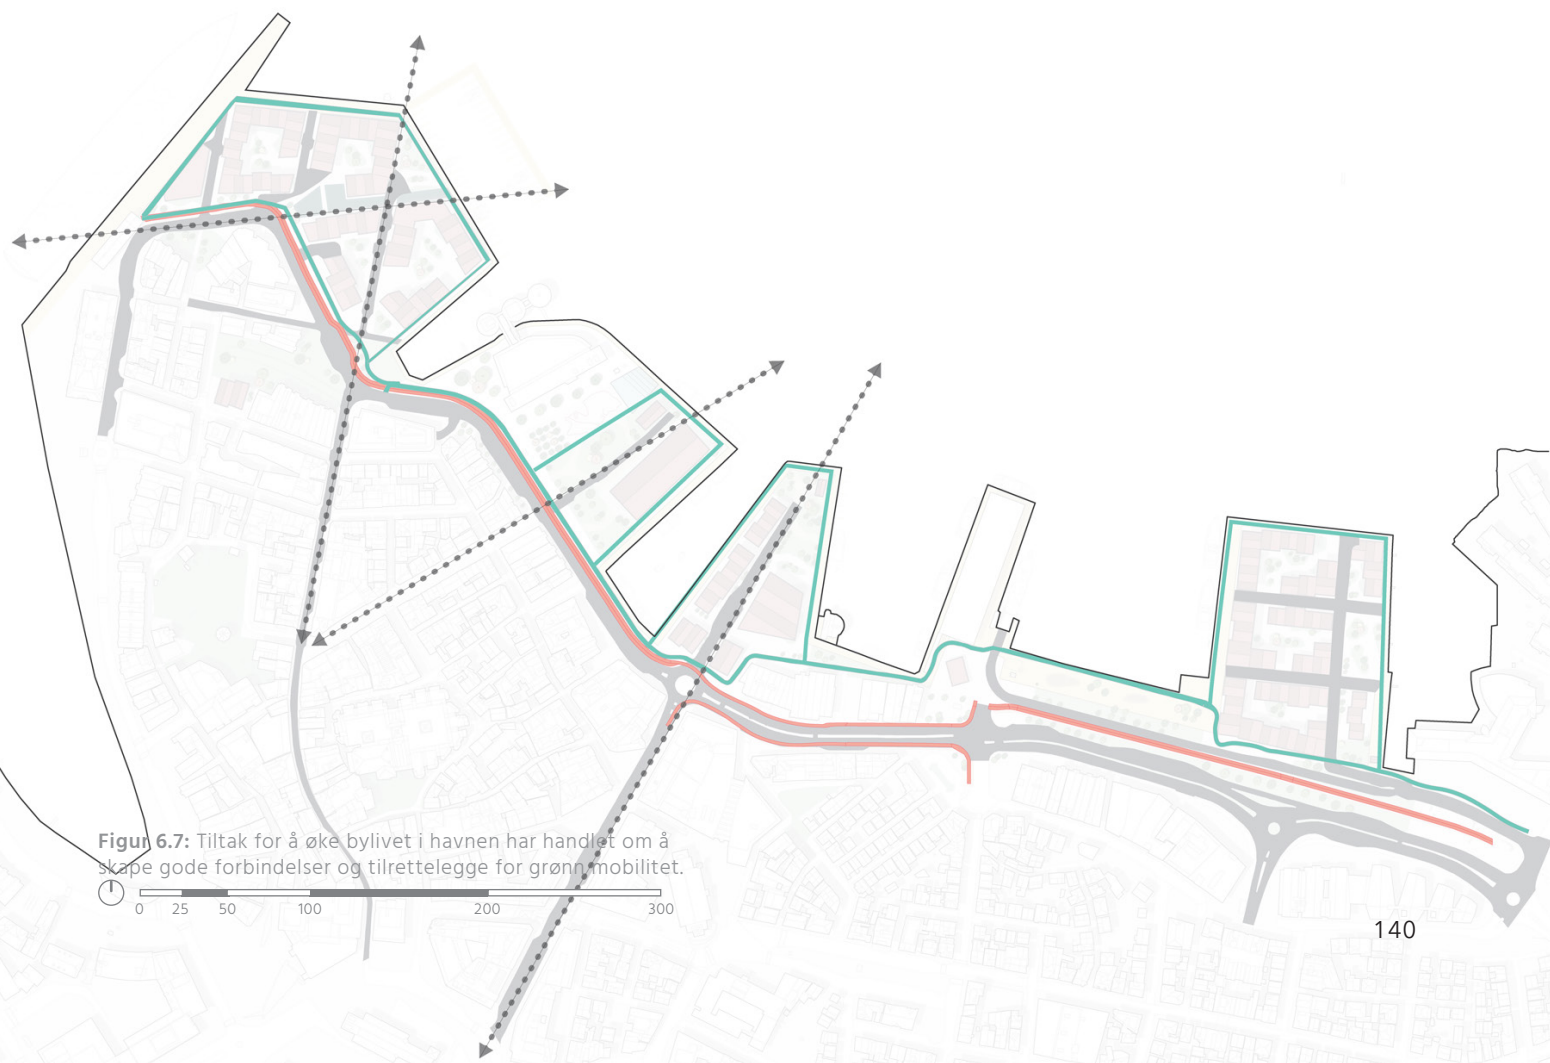 Figur 6.7: Tiltak for å øke bylivet i havnen har handlet om å
skape gode forbindelser og tilrettelegge for grønn mobilitet.
0 25 50 100 200 300
140